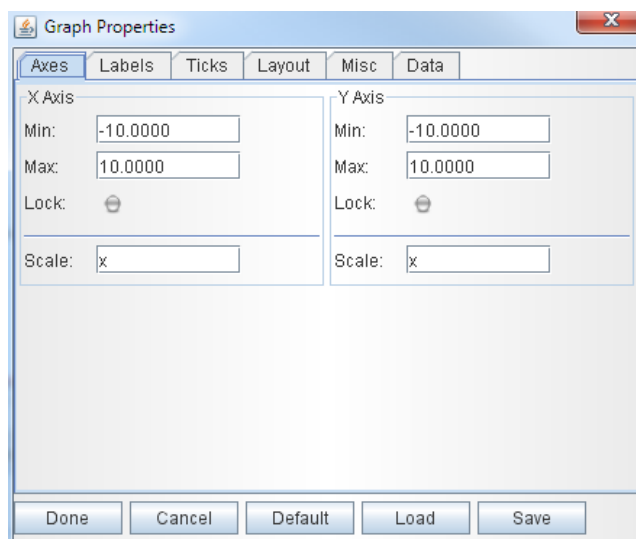 Graph Properties
X
Axes Labels Ticks Layout Misc Data
X Axis
Min: -10.0000
Max: 10.0000
Lock:
Scale: x
Y Axis
Min: -10.0000
Max: 10.0000
Lock:
Scale: x
Done Cancel Default Load Save